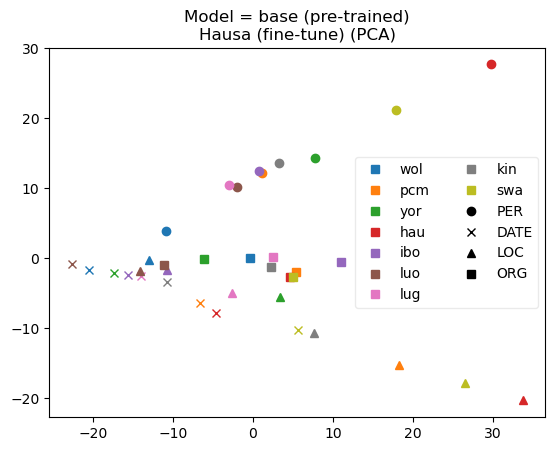 Model = base (pre-trained)
Hausa (fine-tune) (PCA)
30
20
10
0
−10
−20
−20
−10
0
10
20
30
wol
pcm
yor
hau
ibo
luo
lug
kin
swa
PER
DATE
LOC
ORG